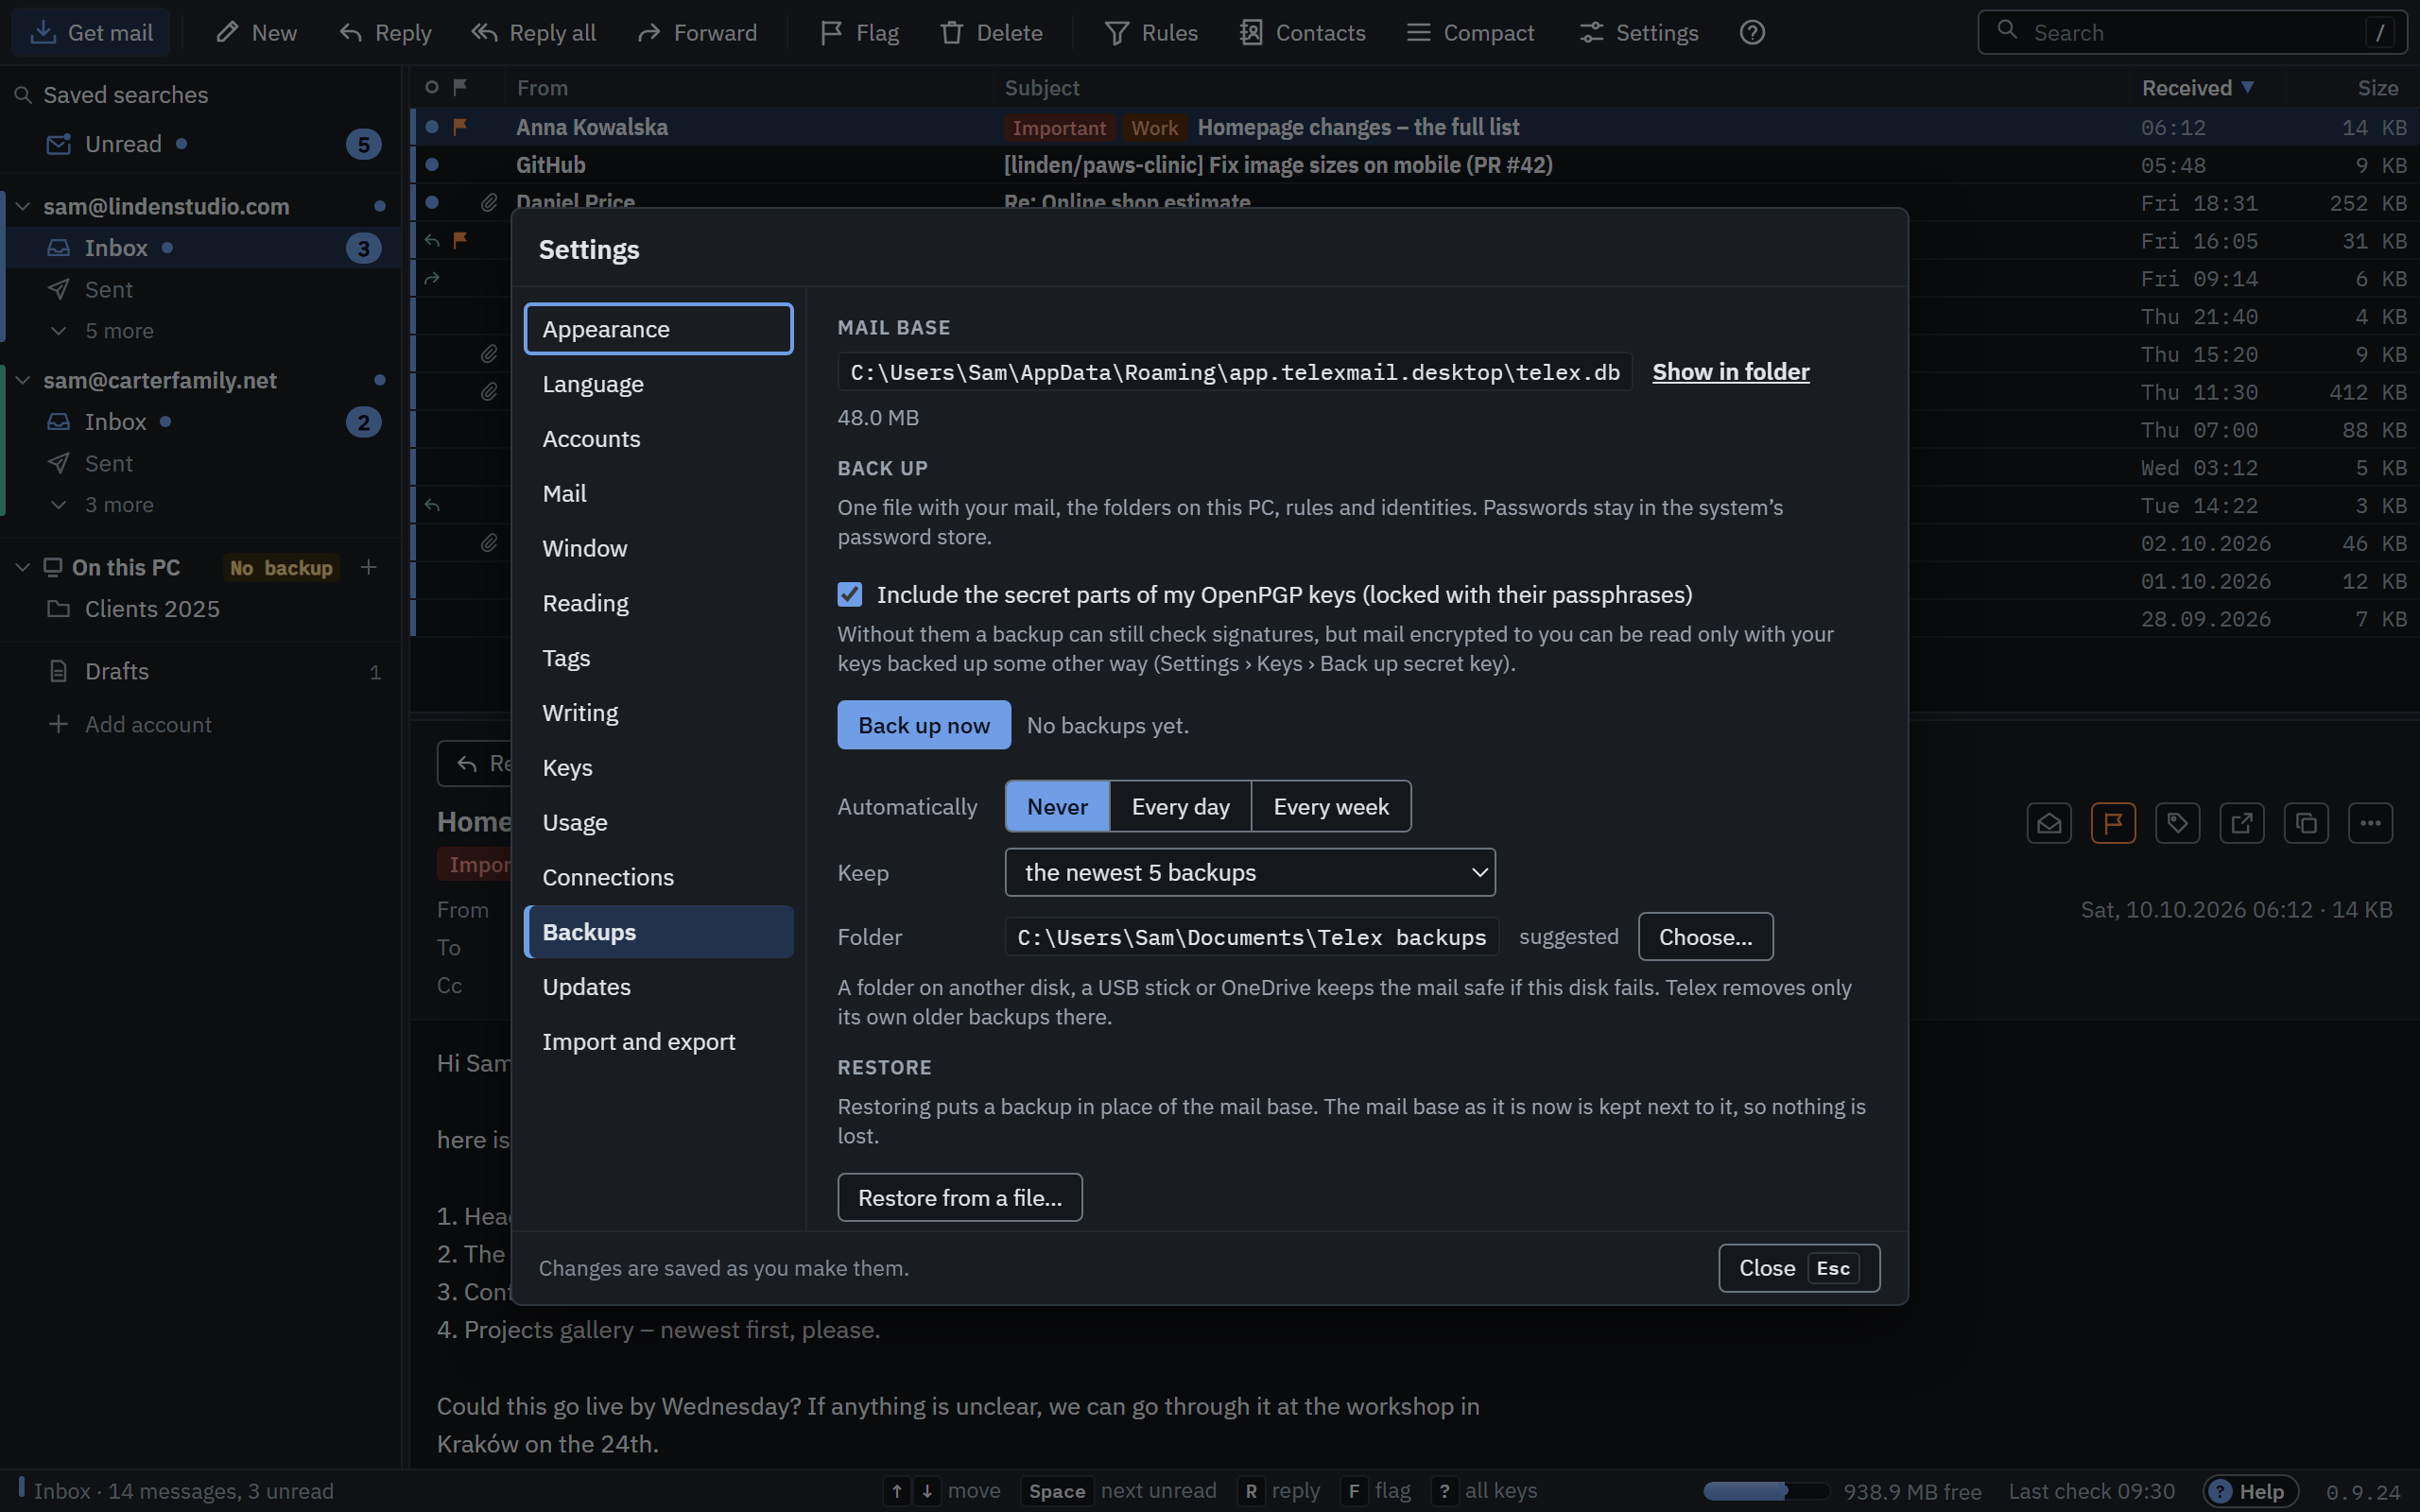 Get mail New Reply Reply all Forward Flag Delete Rules Contacts Compact Settings ? Search /
Saved searches
Unread 5
sam@lindenstudio.com
Inbox 3
Sent
5 more
sam@carterfamily.net
Inbox 2
Sent
3 more
On this PC No backup
Clients 2025
Drafts 1
Add account
From Subject Received Size
Anna Kowalska Important Work Homepage changes – the full list 06:12 14 KB
GitHub [linden/paws-clinic] Fix image sizes on mobile (PR #42) 05:48 9 KB
Daniel Price Re: Online shop estimate Fri 18:31 252 KB
Fri 16:05 31 KB
Fri 09:14 6 KB
Thu 21:40 4 KB
Thu 15:20 9 KB
Thu 11:30 412 KB
Thu 07:00 88 KB
Wed 03:12 5 KB
Tue 14:22 3 KB
02.10.2026 46 KB
01.10.2026 12 KB
28.09.2026 7 KB
Settings
Appearance
Language
Accounts
Mail
Window
Reading
Tags
Writing
Keys
Usage
Connections
Backups
Updates
Import and export
MAIL BASE
C:\Users\Sam\AppData\Roaming\app.telexmail.desktop\telex.db Show in folder
48.0 MB
BACK UP
One file with your mail, the folders on this PC, rules and identities. Passwords stay in the system’s
password store.
Include the secret parts of my OpenPGP keys (locked with their passphrases)
Without them a backup can still check signatures, but mail encrypted to you can be read only with your
keys backed up some other way (Settings › Keys › Back up secret key).
Back up now No backups yet.
Automatically Never Every day Every week
Keep the newest 5 backups
Folder C:\Users\Sam\Documents\Telex backups suggested Choose...
A folder on another disk, a USB stick or OneDrive keeps the mail safe if this disk fails. Telex removes only
its own older backups there.
RESTORE
Restoring puts a backup in place of the mail base. The mail base as it is now is kept next to it, so nothing is
lost.
Restore from a file...
Changes are saved as you make them.
Close Esc
From
To
Cc
Sat, 10.10.2026 06:12 · 14 KB
Hi Sam
here is
1.
2. The
3.
4. Projects gallery – newest first, please.
Could this go live by Wednesday? If anything is unclear, we can go through it at the workshop in
Kraków on the 24th.
Inbox · 14 messages, 3 unread ↑ ↓ move Space next unread R reply F flag ? all keys 938.9 MB free Last check 09:30 ? Help 0.9.24